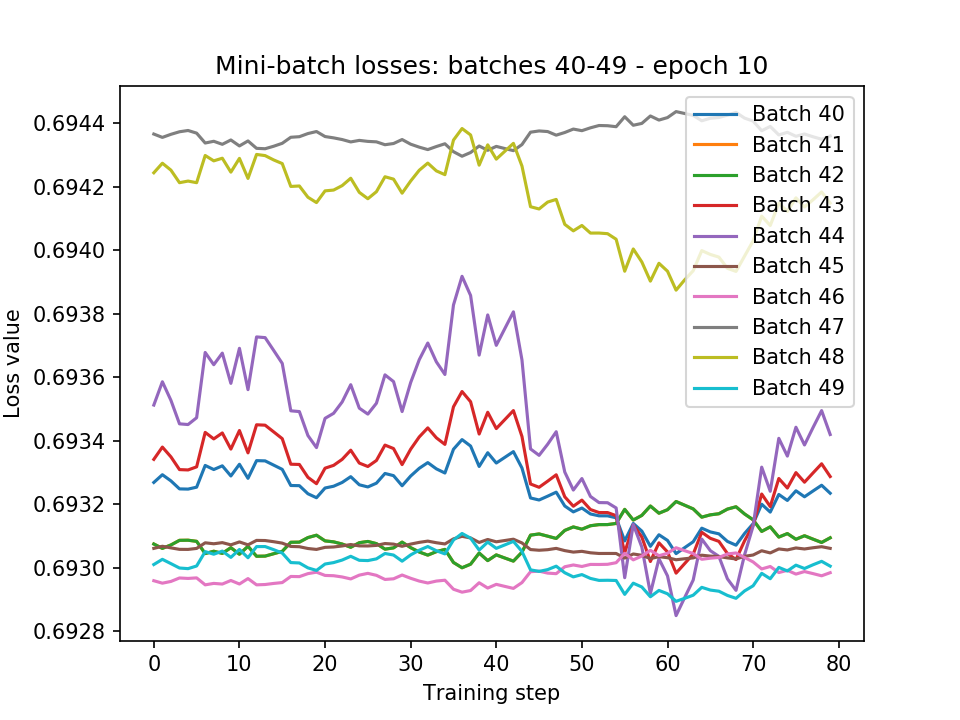 Mini-batch losses: batches 40-49 - epoch 10
Loss value
0.6944
0.6942
0.6940
0.6938
0.6936
0.6934
0.6932
0.6930
0.6928
Batch 40
Batch 41
Batch 42
Batch 43
Batch 44
Batch 45
Batch 46
Batch 47
Batch 48
Batch 49
0 10 20 30 40 50 60 70 80
Training step